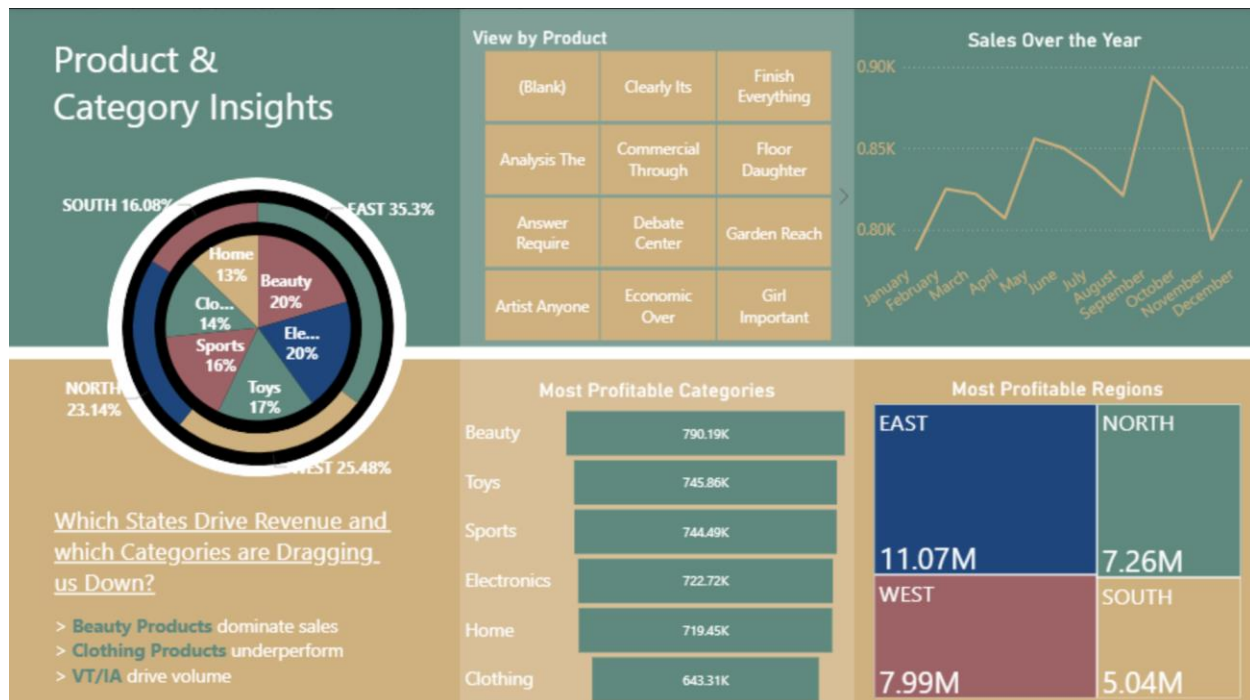 Product &
Category Insights
SOUTH 16.08%
EAST 35.3%
Home
13%
Beauty
20%
Clo...
14%
Ele...
20%
Sports
16%
Toys
17%
NORTH
23.14%
WEST 25.48%
Which States Drive Revenue and
which Categories are Dragging
us Down?
> Beauty Products dominate sales
> Clothing Products underperform
> VT/IA drive volume
View by Product
(Blank)
Clearly Its
Finish
Everything
Analysis The
Commercial
Through
Floor
Daughter
Answer
Require
Debate
Center
Garden Reach
Artist Anyone
Economic
Over
Girl
Important
Sales Over the Year
0.90K
0.85K
0.80K
January
February
March
April
May
June
July
August
September
October
November
December
Most Profitable Categories
Beauty 790.19K
Toys 745.86K
Sports 744.49K
Electronics 722.72K
Home 719.45K
Clothing 643.31K
Most Profitable Regions
EAST
11.07M
NORTH
7.26M
WEST
7.99M
SOUTH
5.04M